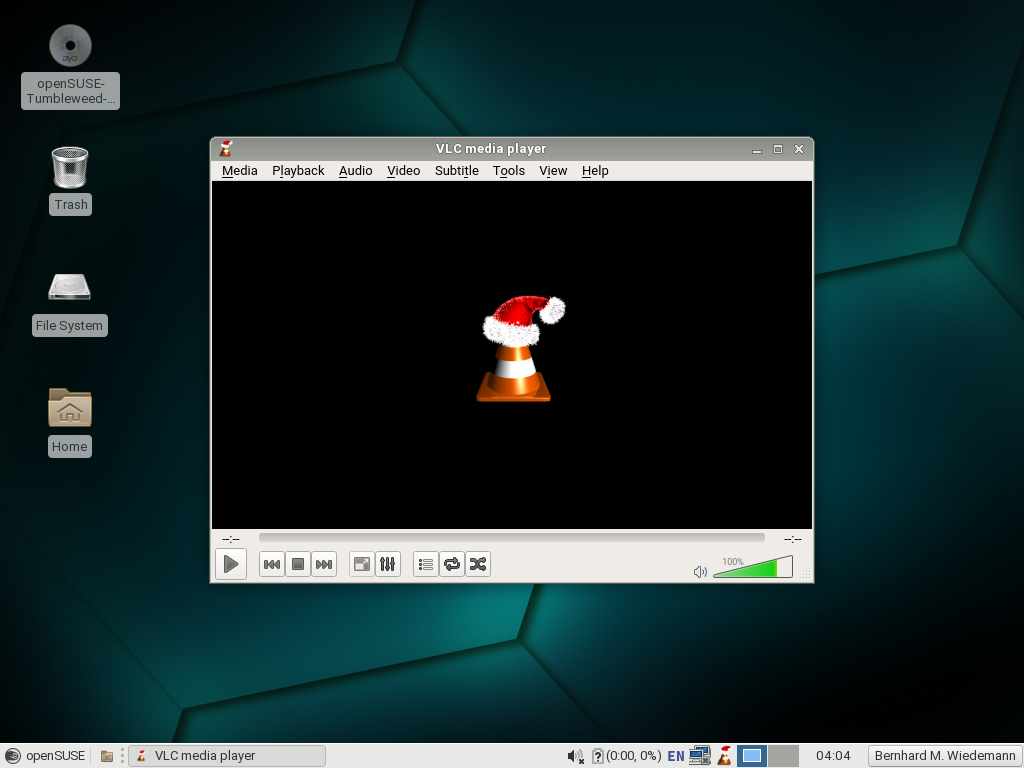 DVD
openSUSE-
Tumbleweed-...
Trash
File System
Home
VLC media player
Media Playback Audio Video Subtitle Tools View Help
--:--
--:--
100%
openSUSE
VLC media player
(0:00, 0%)
EN
04:04
Bernhard M. Wiedemann